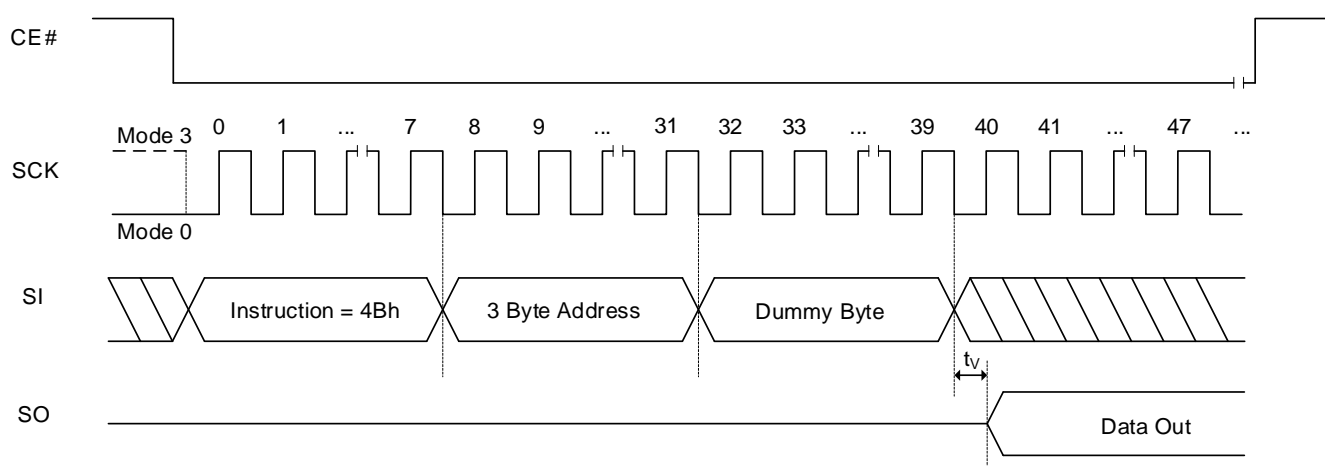 CE#
Mode 3 0 1 ... 7 8 9 ... 31 32 33 ... 39 40 41 ... 47 ...
SCK
Mode 0
SI Instruction = 4Bh 3 Byte Address Dummy Byte
tV
SO Data Out